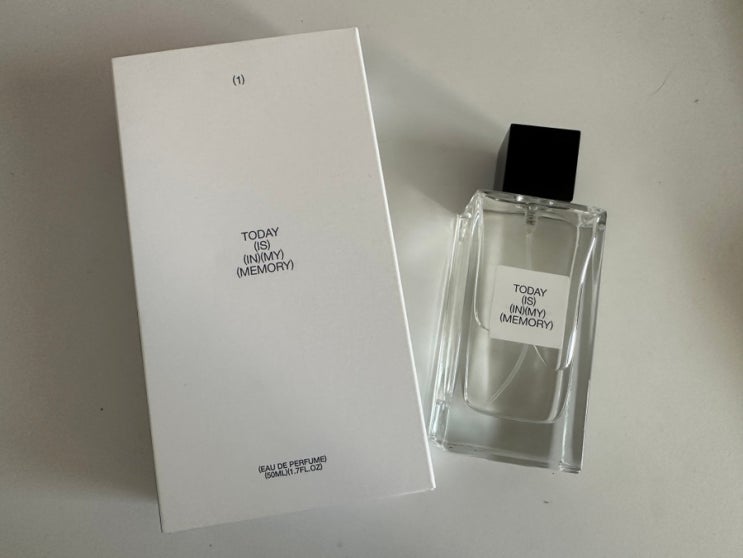 (1)
TODAY
(IS)
(IN)(MY)
(MEMORY)
(EAU DE PERFUME)
(50ML)(1.7FL.OZ)
TODAY
(IS)
(IN)(MY)
(MEMORY)